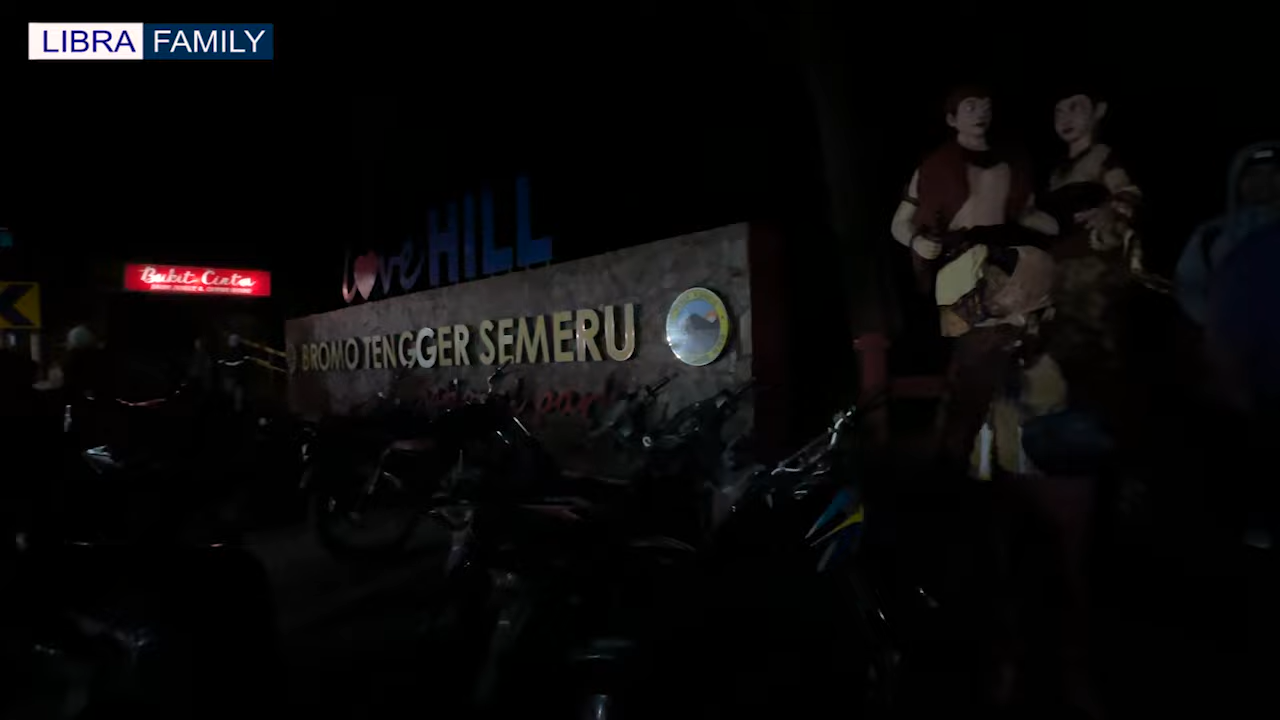 LIBRA FAMILY
love HILL
Bukit Cinta
BROMO TENGGER SEMERU